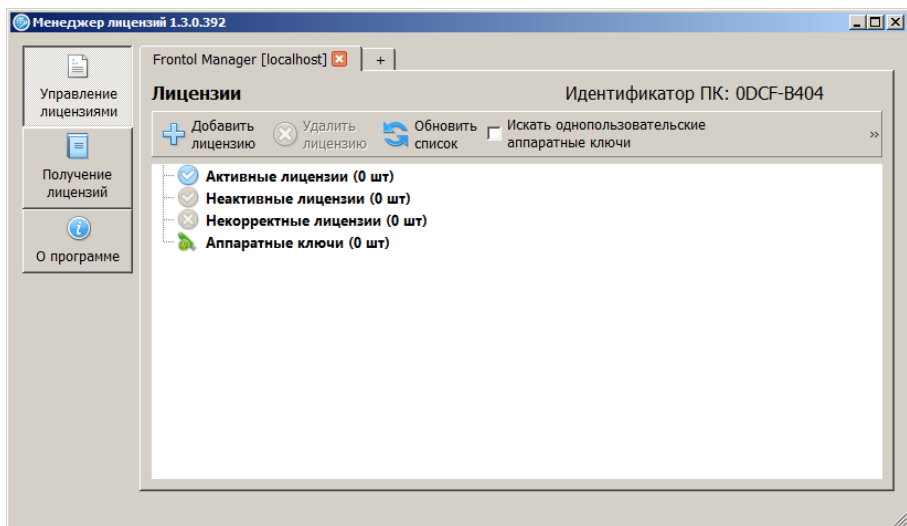 Менеджер лицензий 1.3.0.392
Управление
лицензиями
Получение
лицензий
О программе
Frontol Manager [localhost]
+
Лицензии
Идентификатор ПК: 0DCF-B404
Добавить
лицензию
Удалить
лицензию
Обновить
список
Искать однопользовательские
аппаратные ключи
»
Активные лицензии (0 шт)
Неактивные лицензии (0 шт)
Некорректные лицензии (0 шт)
Аппаратные ключи (0 шт)